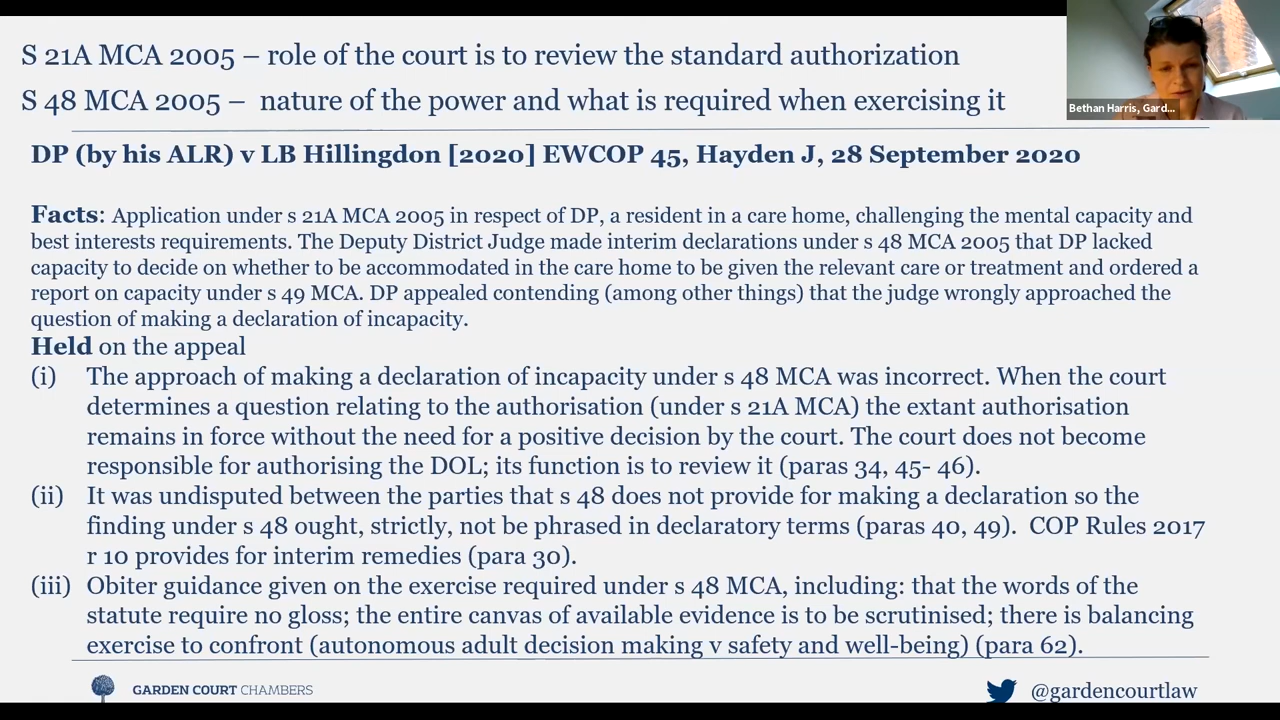 S 21A MCA 2005 – role of the court is to review the standard authorization
S 48 MCA 2005 – nature of the power and what is required when exercising it
Bethan Harris, Gard...
DP (by his ALR) v LB Hillingdon [2020] EWCOP 45, Hayden J, 28 September 2020
Facts: Application under s 21A MCA 2005 in respect of DP, a resident in a care home, challenging the mental capacity and
best interests requirements. The Deputy District Judge made interim declarations under s 48 MCA 2005 that DP lacked
capacity to decide on whether to be accommodated in the care home to be given the relevant care or treatment and ordered a
report on capacity under s 49 MCA. DP appealed contending (among other things) that the judge wrongly approached the
question of making a declaration of incapacity.
Held on the appeal
(i) The approach of making a declaration of incapacity under s 48 MCA was incorrect. When the court
determines a question relating to the authorisation (under s 21A MCA) the extant authorisation
remains in force without the need for a positive decision by the court. The court does not become
responsible for authorising the DOL; its function is to review it (paras 34, 45- 46).
(ii) It was undisputed between the parties that s 48 does not provide for making a declaration so the
finding under s 48 ought, strictly, not be phrased in declaratory terms (paras 40, 49). COP Rules 2017
r 10 provides for interim remedies (para 30).
(iii) Obiter guidance given on the exercise required under s 48 MCA, including: that the words of the
statute require no gloss; the entire canvas of available evidence is to be scrutinised; there is balancing
exercise to confront (autonomous adult decision making v safety and well-being) (para 62).
GARDEN COURT CHAMBERS
@gardencourtlaw